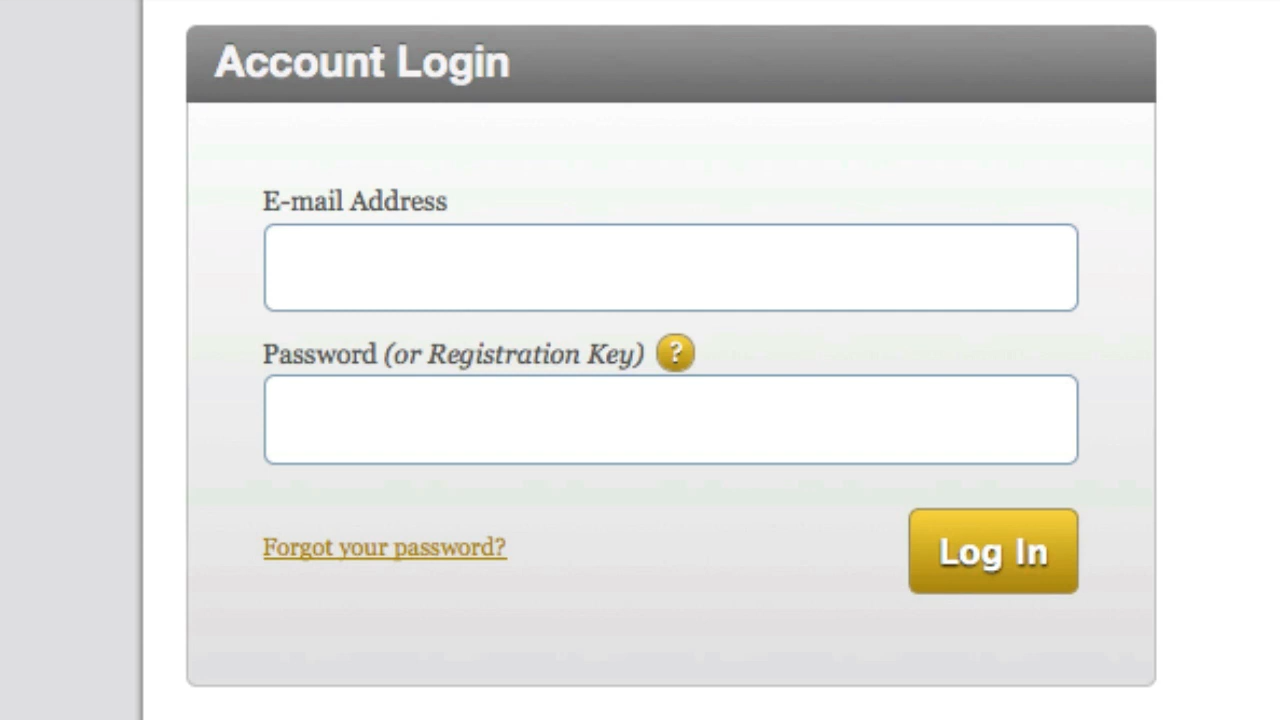 Account Login
E-mail Address
Password (or Registration Key) ?
Forgot your password?
Log In